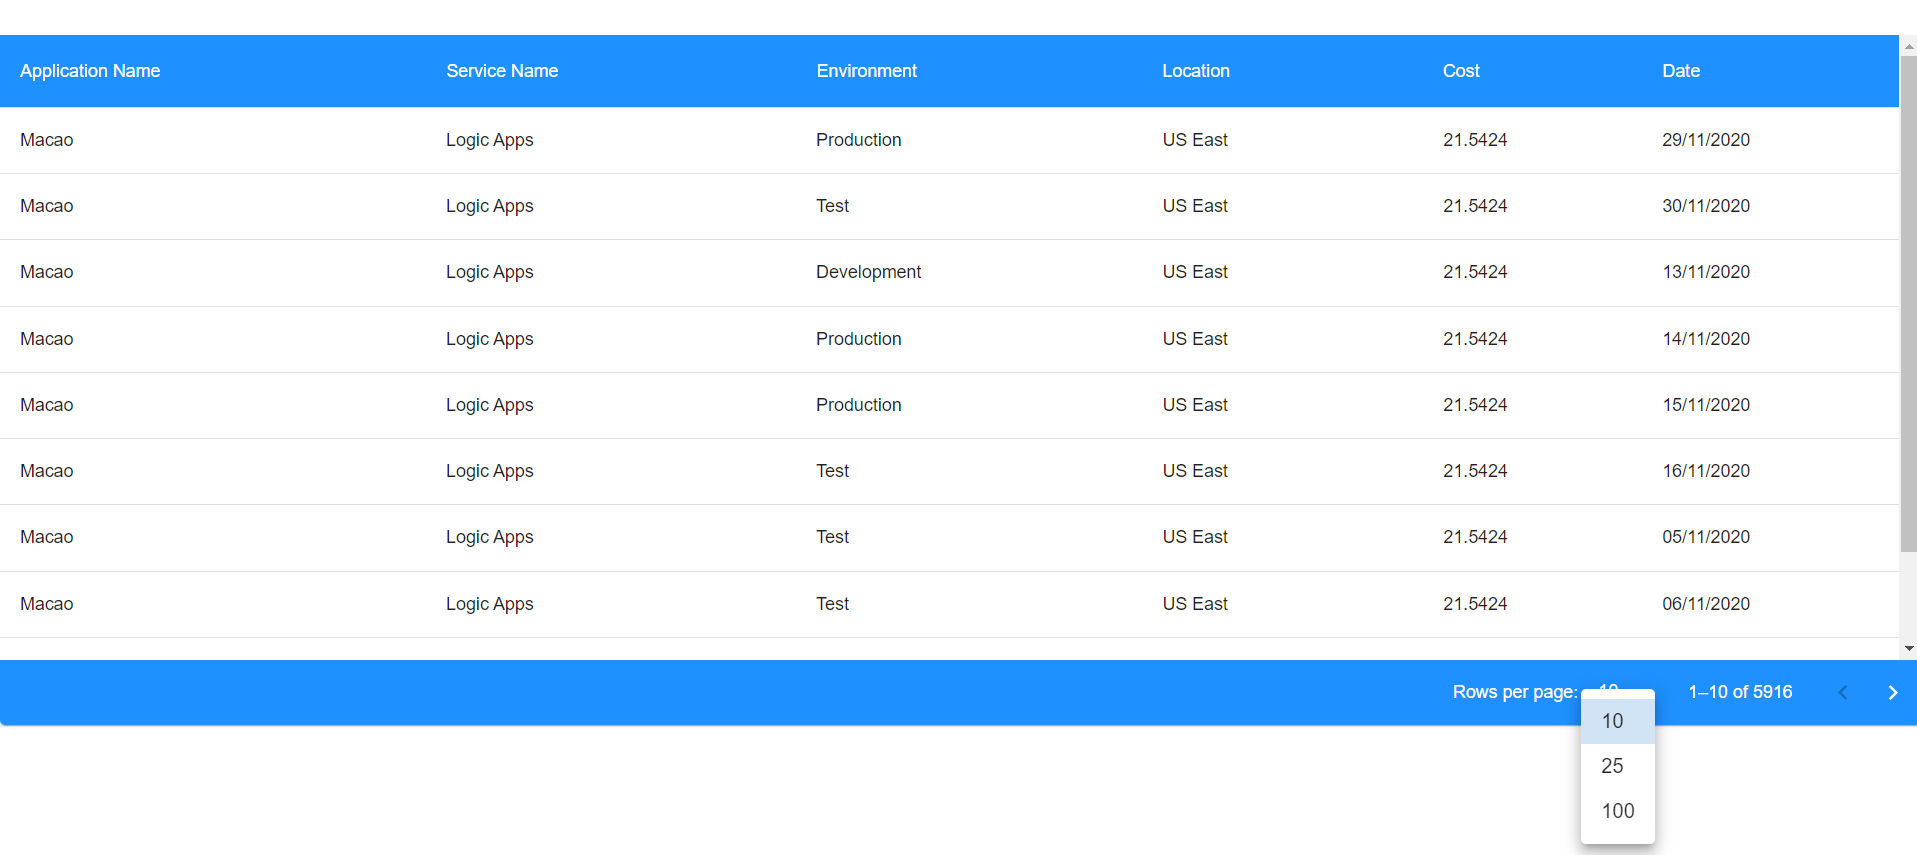 Application Name Service Name Environment Location Cost Date
Macao Logic Apps Production US East 21.5424 29/11/2020
Macao Logic Apps Test US East 21.5424 30/11/2020
Macao Logic Apps Development US East 21.5424 13/11/2020
Macao Logic Apps Production US East 21.5424 14/11/2020
Macao Logic Apps Production US East 21.5424 15/11/2020
Macao Logic Apps Test US East 21.5424 16/11/2020
Macao Logic Apps Test US East 21.5424 05/11/2020
Macao Logic Apps Test US East 21.5424 06/11/2020
Rows per page: 10 1–10 of 5916
10
25
100